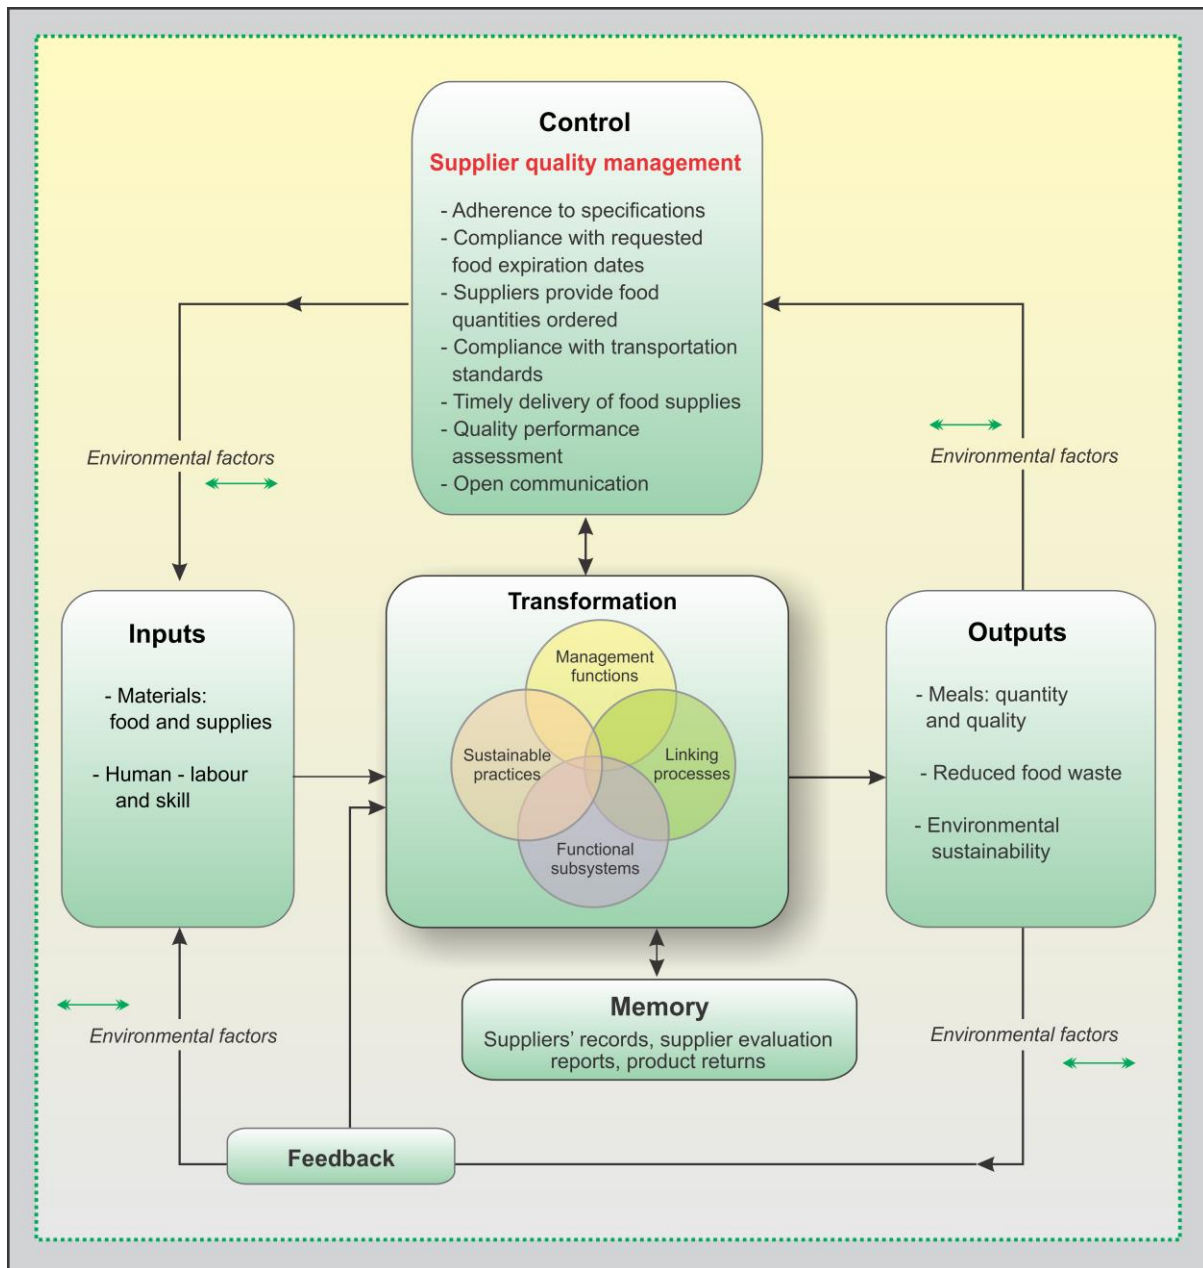 Control
Supplier quality management
- Adherence to specifications
- Compliance with requested
food expiration dates
- Suppliers provide food
quantities ordered
- Compliance with transportation
standards
- Timely delivery of food supplies
- Quality performance
assessment
- Open communication
Environmental factors
Environmental factors
Inputs
- Materials:
food and supplies
- Human - labour
and skill
Transformation
Management
functions
Sustainable
practices
Linking
processes
Functional
subsystems
Outputs
- Meals: quantity
and quality
- Reduced food waste
- Environmental
sustainability
Memory
Suppliers' records, supplier evaluation
reports, product returns
Environmental factors
Environmental factors
Feedback